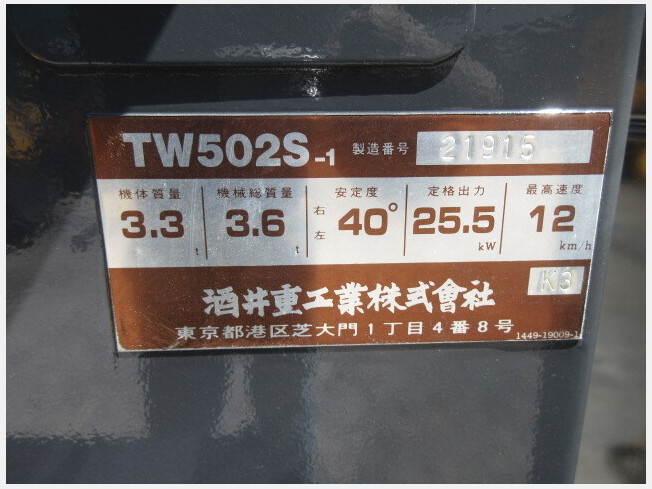 TW502S-1 製造番号 21915
機体質量 機械総質量 安定度 定格出力 最高速度
3.3 t 3.6 t 右左 40° 25.5 kW 12 km/h
K3
酒井重工業株式會社
東京都港区芝大門1丁目4番8号 1449-19009-1